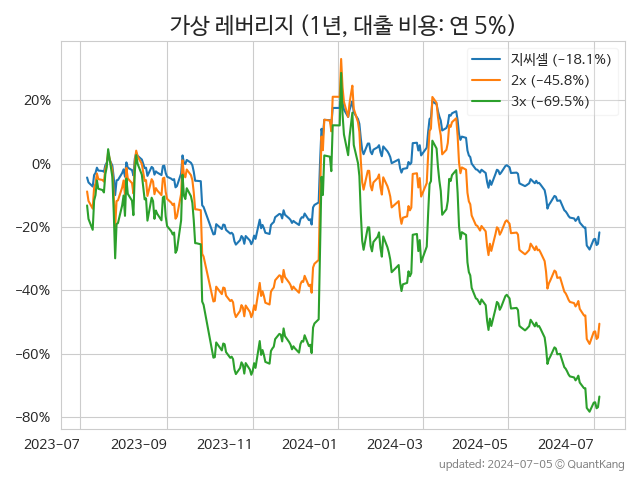 가상 레버리지 (1년, 대출 비용: 연 5%)
지씨셀 (-18.1%)
2x (-45.8%)
3x (-69.5%)
20%
0%
-20%
-40%
-60%
-80%
2023-07 2023-09 2023-11 2024-01 2024-03 2024-05 2024-07
updated: 2024-07-05 © QuantKang